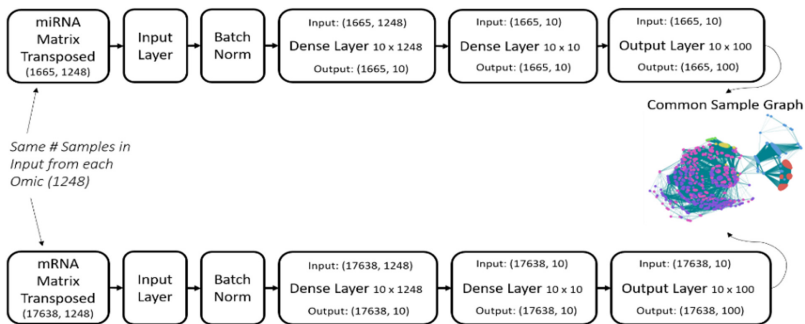 miRNA
Matrix
Transposed
(1665, 1248)
Input
Layer
Batch
Norm
Input: (1665, 1248)
Dense Layer 10 x 1248
Output: (1665, 10)
Input: (1665, 10)
Dense Layer 10 x 10
Output: (1665, 10)
Input: (1665, 10)
Output Layer 10 x 100
Output: (1665, 100)
Common Sample Graph
Same # Samples in
Input from each
Omic (1248)
mRNA
Matrix
Transposed
(17638, 1248)
Input
Layer
Batch
Norm
Input: (17638, 1248)
Dense Layer 10 x 1248
Output: (17638, 10)
Input: (17638, 10)
Dense Layer 10 x 10
Output: (17638, 10)
Input: (17638, 10)
Output Layer 10 x 100
Output: (17638, 100)